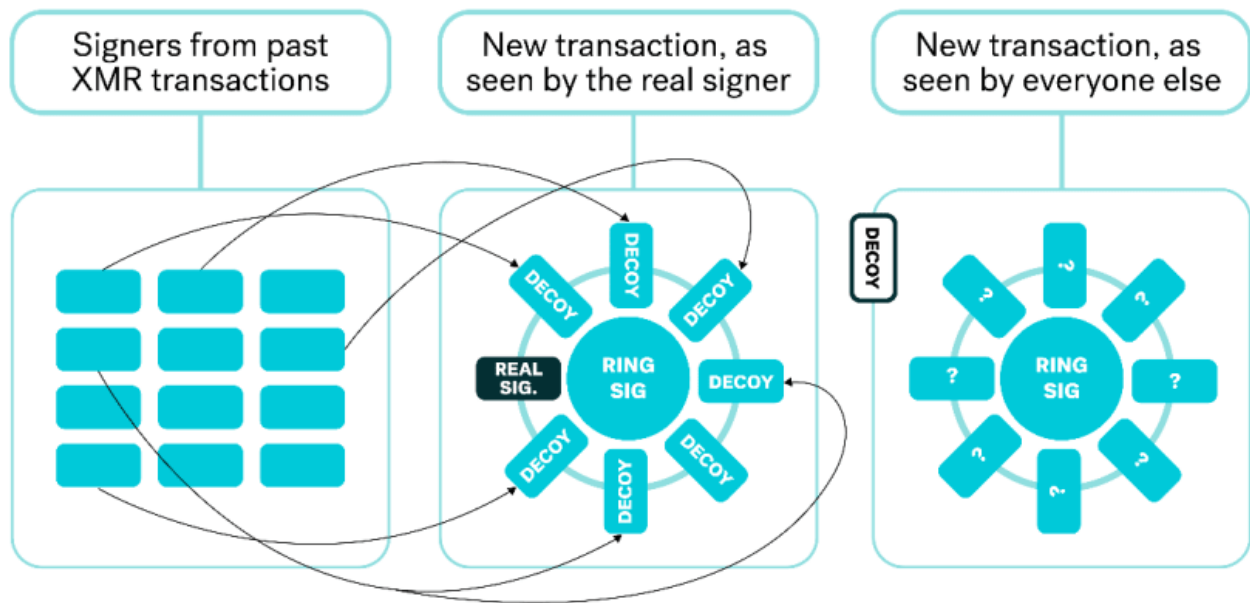 Signers from past
XMR transactions
New transaction, as
seen by the real signer
New transaction, as
seen by everyone else
DECOY
DECOY
DECOY
REAL
SIG.
RING
SIG
DECOY
DECOY
DECOY
DECOY
DECOY
?
?
?
?
RING
SIG
?
?
?
?